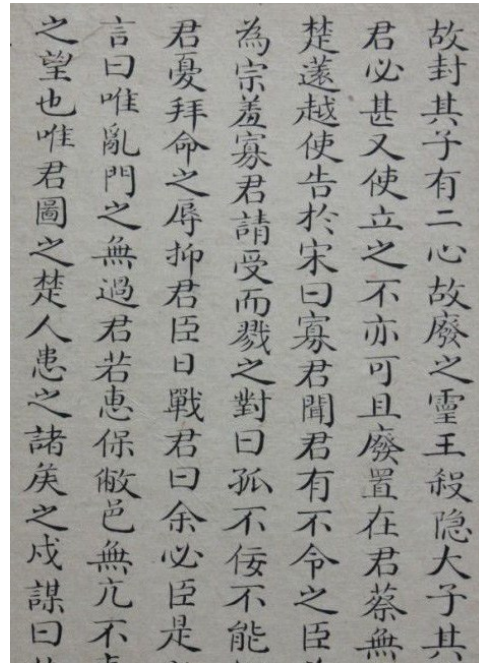 故封其子有二心故廢之霊王殺隐大子其
君必甚又使立之不亦可且廢置在君蔡無
楚薳越使告於宋曰寡君聞君有不令之臣
為宗羞寡君請受而戮之對曰孤不佞不能
君憂拜命之辱抑君臣日戰君曰余必臣是
言曰唯亂門之無過君若惠保敝邑無亢不
之望也唯君圖之楚人患之諸矦之戍謀曰